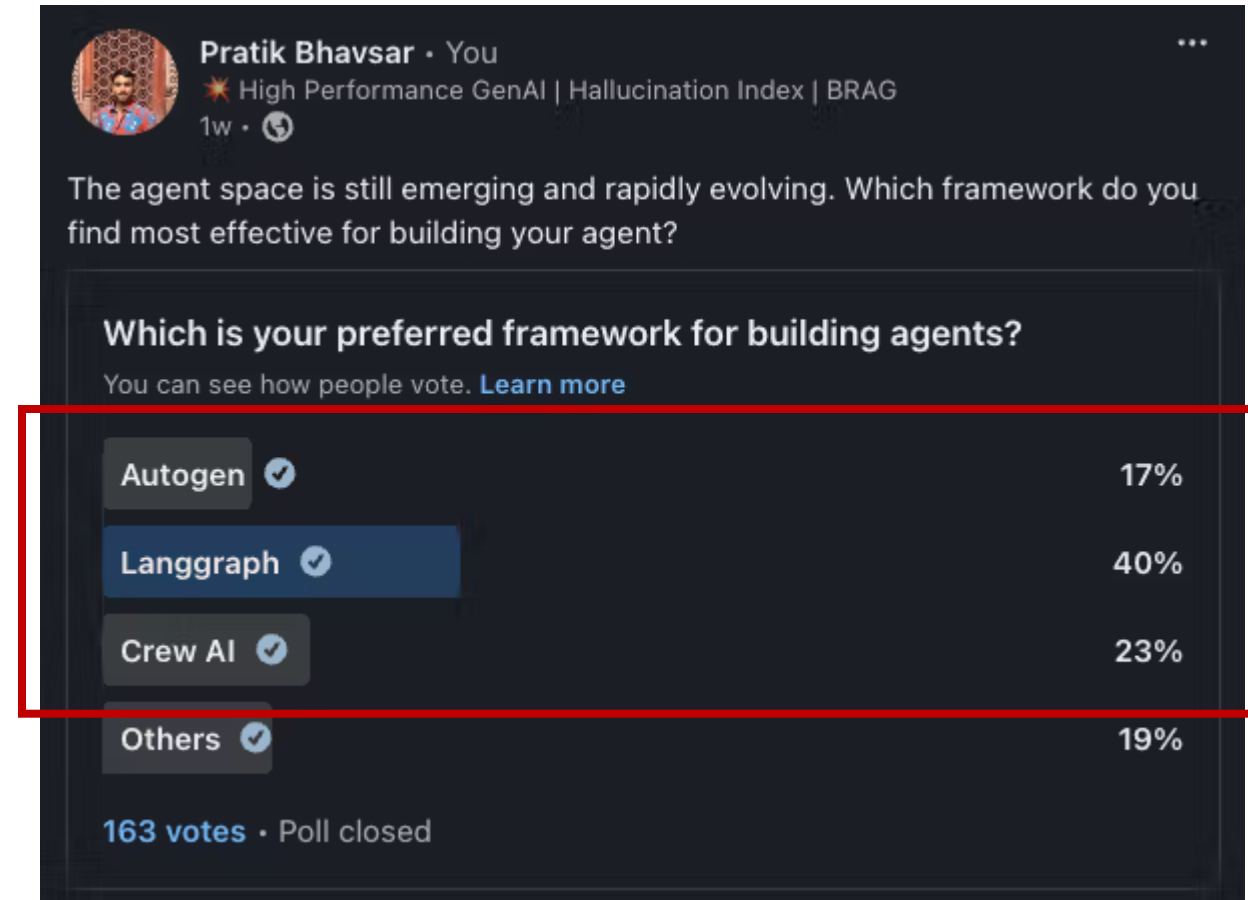 Pratik Bhavsar • You
💥 High Performance GenAI | Hallucination Index | BRAG
1w •
The agent space is still emerging and rapidly evolving. Which framework do you
find most effective for building your agent?
Which is your preferred framework for building agents?
You can see how people vote. Learn more
Autogen 17%
Langgraph 40%
Crew AI 23%
Others 19%
163 votes • Poll closed